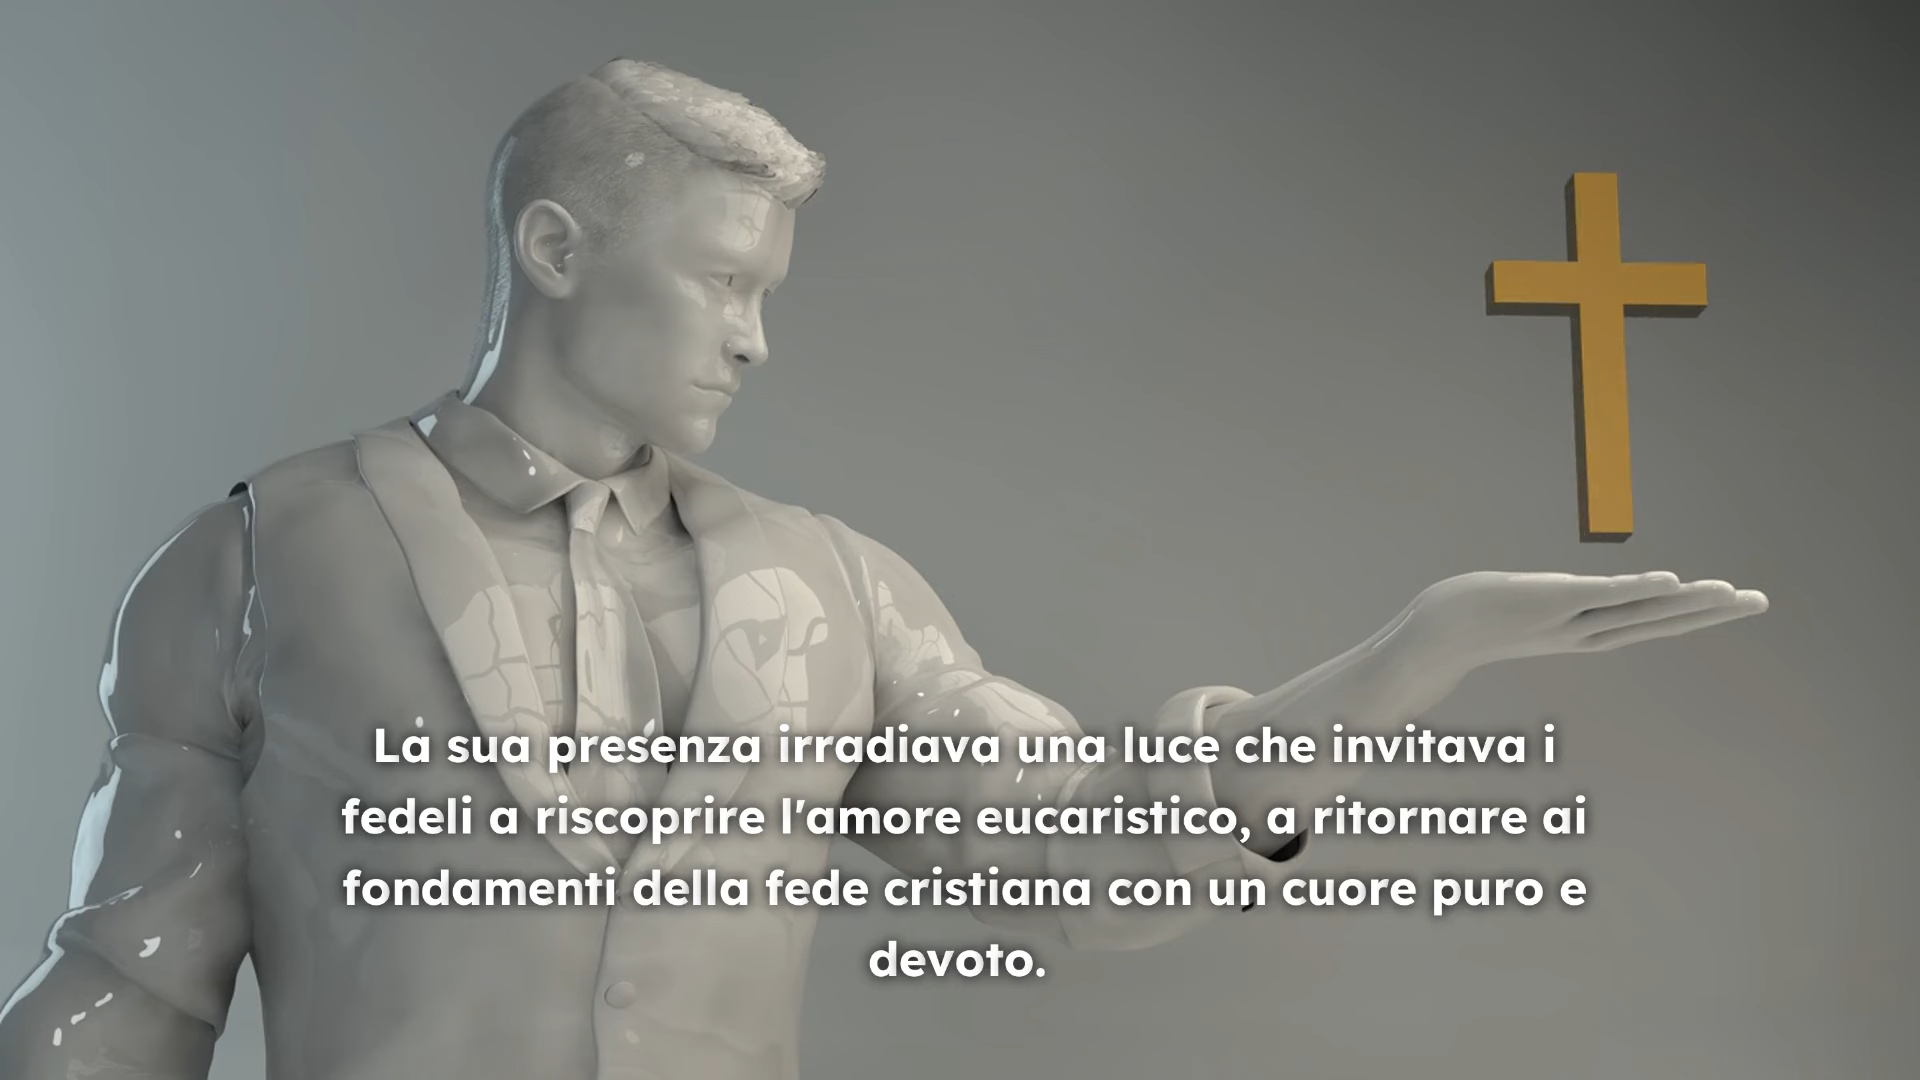 La sua presenza irradiava una luce che invitava i
fedeli a riscoprire l'amore eucaristico, a ritornare ai
fondamenti della fede cristiana con un cuore puro e
devoto.